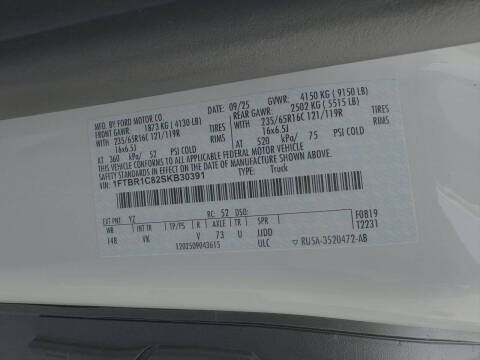 MFG. BY FORD MOTOR CO. DATE: 09/25 GVWR: 4150 KG ( 9150 LB)
FRONT GAWR: 1873 KG ( 4130 LB) REAR GAWR: 2502 KG ( 5515 LB)
235/65R16C 121/119R TIRES 235/65R16C 121/119R TIRES
16x6.5J RIMS 16x6.5J RIMS
AT 360 kPa/ 52 PSI COLD AT 520 kPa/ 75 PSI COLD
THIS VEHICLE CONFORMS TO ALL APPLICABLE FEDERAL MOTOR VEHICLE
SAFETY STANDARDS IN EFFECT ON THE DATE OF MANUFACTURE SHOWN ABOVE.
VIN: 1FTBR1C82SKB30391 TYPE: Truck
EXT PNT: YZ RC: 52 DSO: F0819
WB INT TR TP/PS R AXLE TR SPR T2231
148 VK V 73 U JJDD
1202509043615 ULC ▽ RUSA-3520472-AB